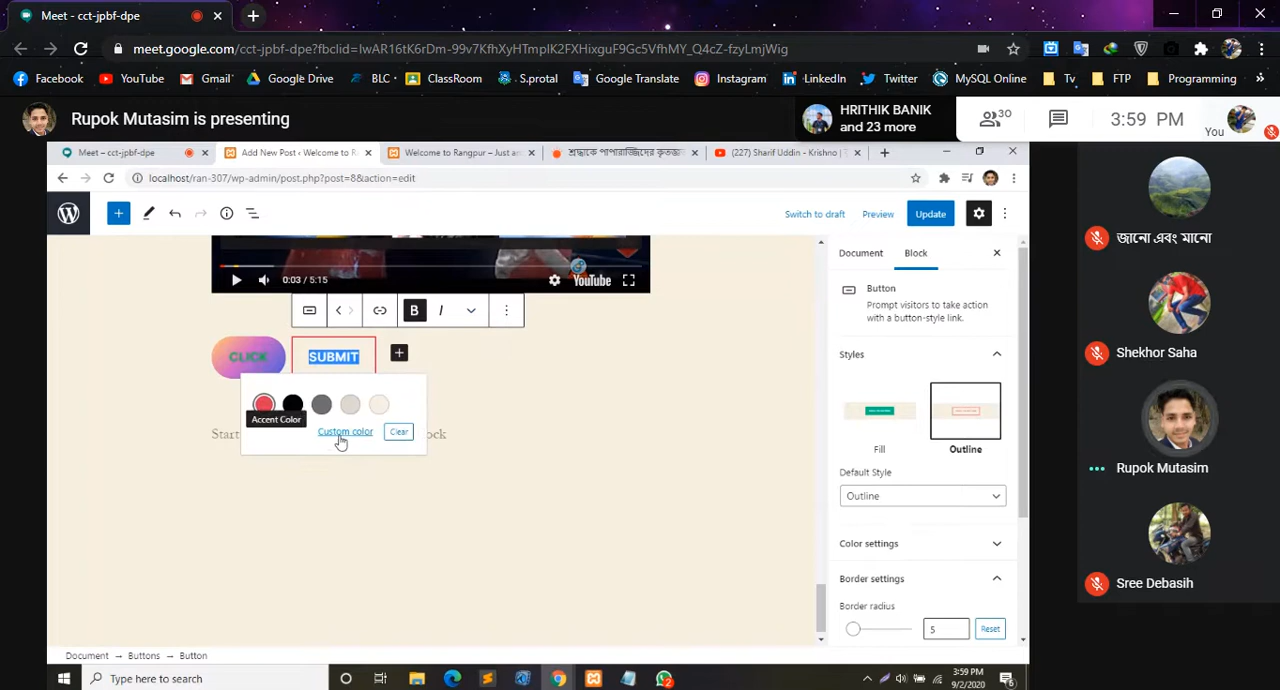 Meet - cct-jpbf-dpe
meet.google.com/cct-jpbf-dpe?fbclid=IwAR16tK6rDm-99v7KfhXyHTmpIK2FXHixguF9Gc5VfhMY_Q4cZ-fzyLmjWig
Facebook YouTube Gmail Google Drive BLC ClassRoom S.protal Google Translate Instagram LinkedIn Twitter MySQL Online Tv FTP Programming »
Rupok Mutasim is presenting
HRITHIK BANIK
and 23 more
30
3:59 PM
You
Meet – cct-jpbf-dpe
Add New Post ‹ Welcome to R
Welcome to Rangpur – Just an
শ্রদ্ধাকে পাপারাজ্জিদের কৃতজ্ঞ
(227) Sharif Uddin - Krishno |
localhost/ran-307/wp-admin/post.php?post=8&action=edit
Switch to draft
Preview
Update
0:03 / 5:15
YouTube
B
I
CLICK
SUBMIT
Accent Color
Custom color
Clear
Start
ock
Document
Block
Button
Prompt visitors to take action
with a button-style link.
Styles
Fill
Outline
Default Style
Outline
Color settings
Border settings
Border radius
5
Reset
Document → Buttons → Button
Type here to search
2
3:59 PM
9/2/2020
6
জানো এবং মানো
Shekhor Saha
Rupok Mutasim
Sree Debasih